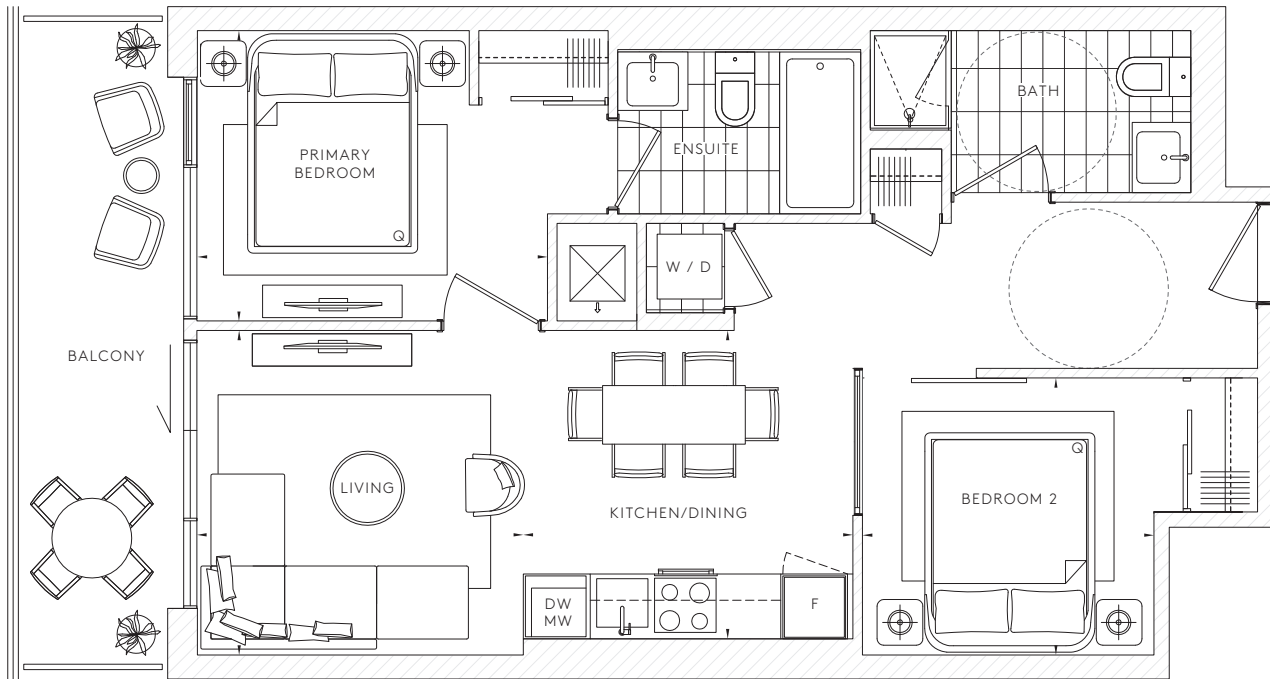 BATH
ENSUITE
PRIMARY
BEDROOM
Q
W / D
BALCONY
Q
LIVING
BEDROOM 2
KITCHEN/DINING
DW
MW
F